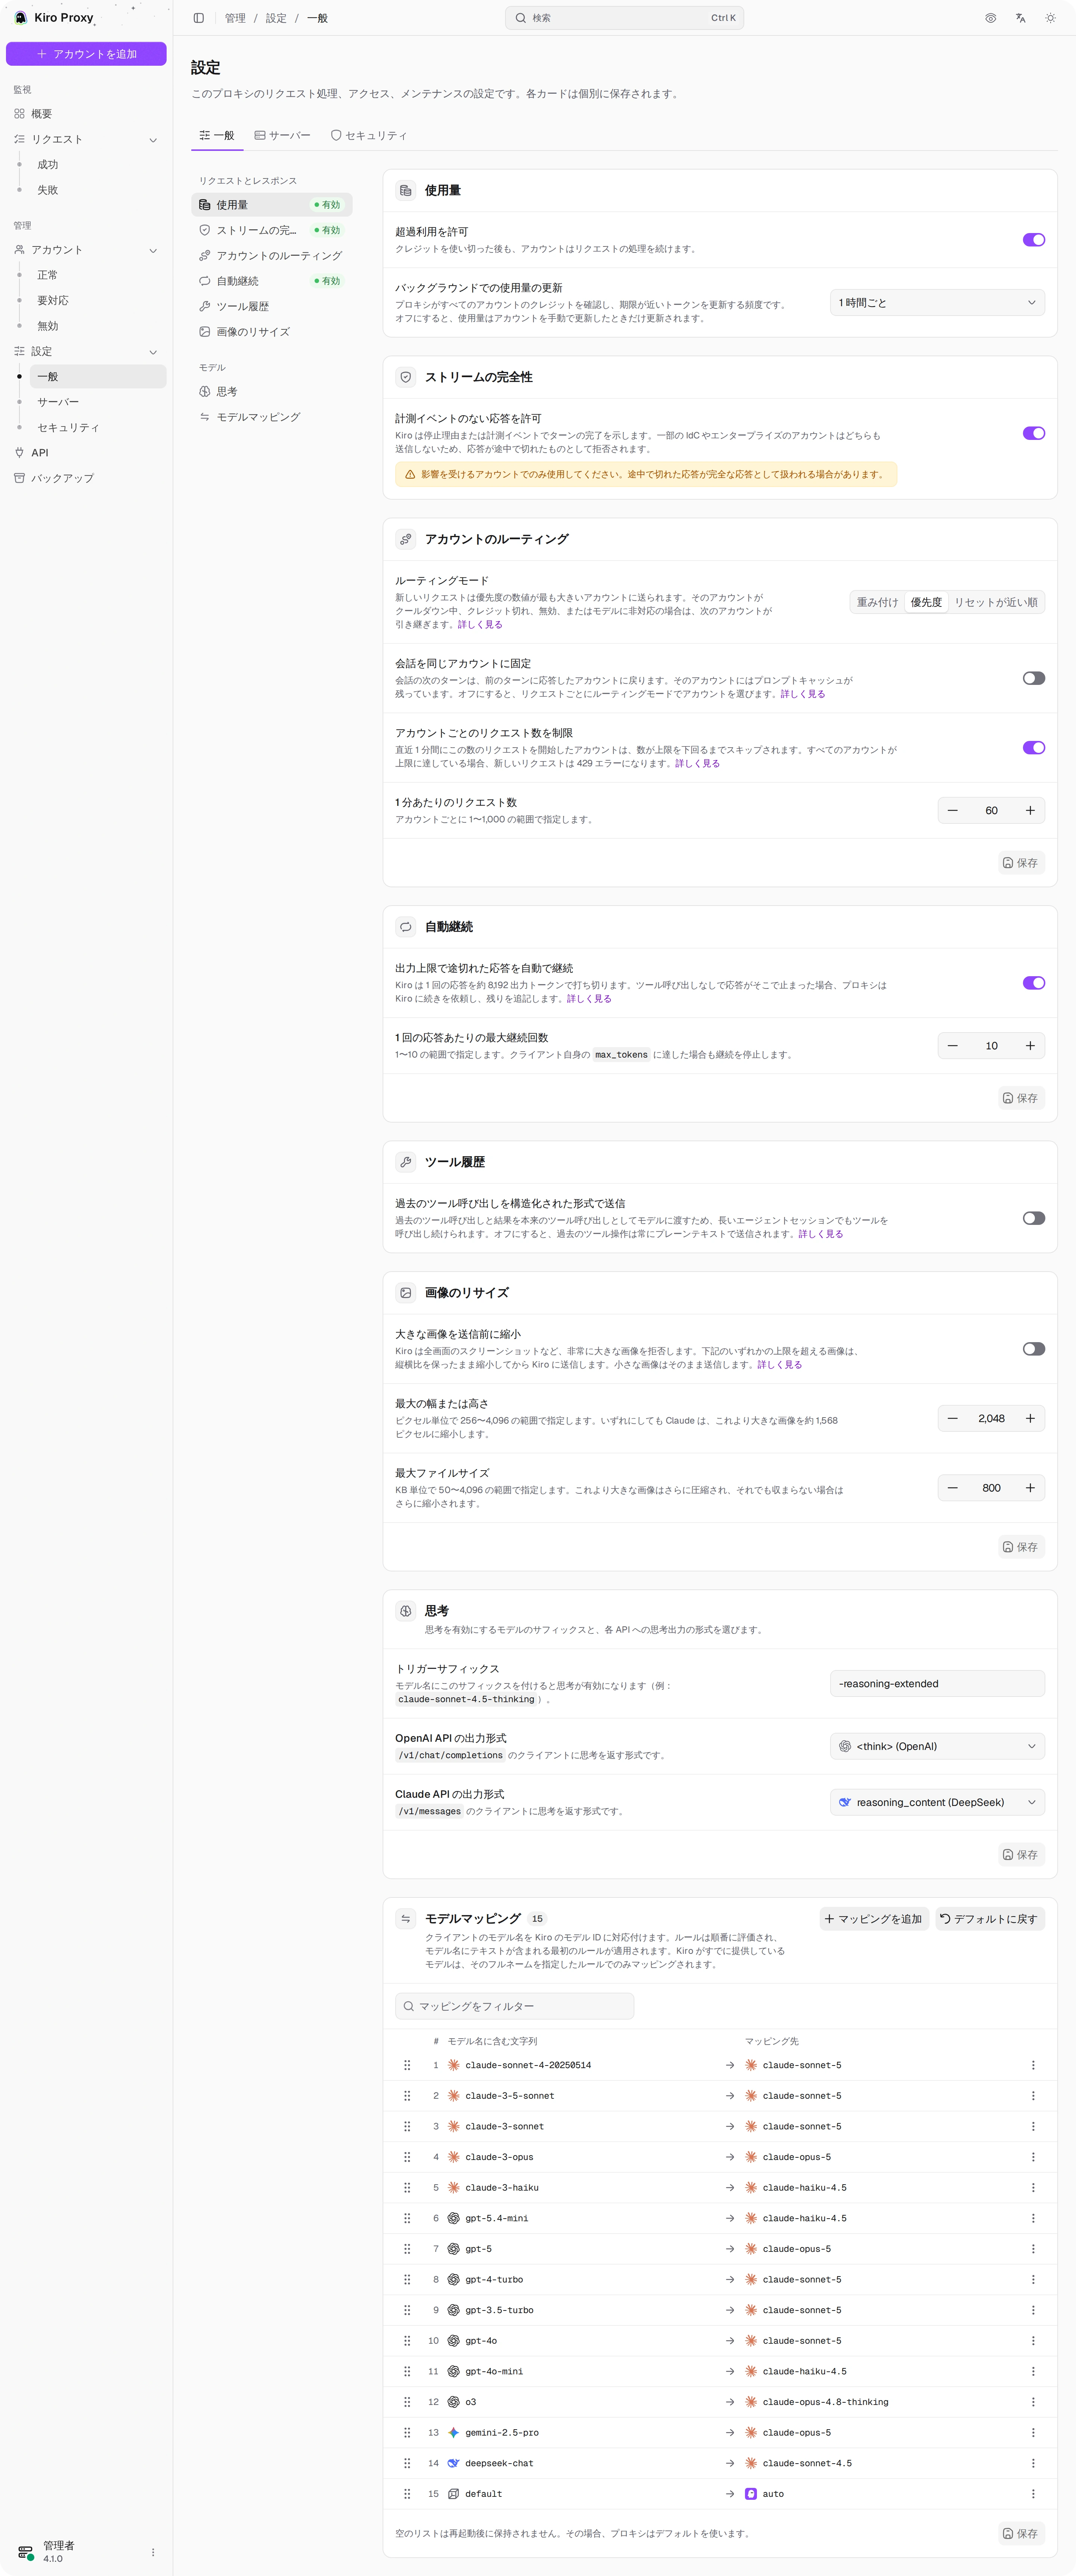 Kiro Proxy
管理 / 設定 / 一般
検索
Ctrl K
アカウントを追加
監視
概要
リクエスト
成功
失敗
管理
アカウント
正常
要対応
無効
設定
一般
サーバー
セキュリティ
API
バックアップ
管理者
4.1.0
設定
このプロキシのリクエスト処理、アクセス、メンテナンスの設定です。各カードは個別に保存されます。
一般
サーバー
セキュリティ
リクエストとレスポンス
使用量
有効
ストリームの完...
有効
アカウントのルーティング
自動継続
有効
ツール履歴
画像のリサイズ
モデル
思考
モデルマッピング
使用量
超過利用を許可
クレジットを使い切った後も、アカウントはリクエストの処理を続けます。
バックグラウンドでの使用量の更新
プロキシがすべてのアカウントのクレジットを確認し、期限が近いトークンを更新する頻度です。
オフにすると、使用量はアカウントを手動で更新したときだけ更新されます。
1 時間ごと
ストリームの完全性
計測イベントのない応答を許可
Kiro は停止理由または計測イベントでターンの完了を示します。一部の IdC やエンタープライズのアカウントはどちらも
送信しないため、応答が途中で切れたものとして拒否されます。
影響を受けるアカウントでのみ使用してください。途中で切れた応答が完全な応答として扱われる場合があります。
アカウントのルーティング
ルーティングモード
新しいリクエストは優先度の数値が最も大きいアカウントに送られます。そのアカウントが
クールダウン中、クレジット切れ、無効、またはモデルに非対応の場合は、次のアカウントが
引き継ぎます。詳しく見る
重み付け
優先度
リセットが近い順
会話を同じアカウントに固定
会話の次のターンは、前のターンに応答したアカウントに戻ります。そのアカウントにはプロンプトキャッシュが
残っています。オフにすると、リクエストごとにルーティングモードでアカウントを選びます。詳しく見る
アカウントごとのリクエスト数を制限
直近 1 分間にこの数のリクエストを開始したアカウントは、数が上限を下回るまでスキップされます。すべてのアカウントが
上限に達している場合、新しいリクエストは 429 エラーになります。詳しく見る
1 分あたりのリクエスト数
アカウントごとに 1〜1,000 の範囲で指定します。
60
保存
自動継続
出力上限で途切れた応答を自動で継続
Kiro は 1 回の応答を約 8,192 出力トークンで打ち切ります。ツール呼び出しなしで応答がそこで止まった場合、プロキシは
Kiro に続きを依頼し、残りを追記します。詳しく見る
1 回の応答あたりの最大継続回数
1〜10 の範囲で指定します。クライアント自身の max_tokens に達した場合も継続を停止します。
10
保存
ツール履歴
過去のツール呼び出しを構造化された形式で送信
過去のツール呼び出しと結果を本来のツール呼び出しとしてモデルに渡すため、長いエージェントセッションでもツールを
呼び出し続けられます。オフにすると、過去のツール操作は常にプレーンテキストで送信されます。詳しく見る
画像のリサイズ
大きな画像を送信前に縮小
Kiro は全画面のスクリーンショットなど、非常に大きな画像を拒否します。下記のいずれかの上限を超える画像は、
縦横比を保ったまま縮小してから Kiro に送信します。小さな画像はそのまま送信します。詳しく見る
最大の幅または高さ
ピクセル単位で 256〜4,096 の範囲で指定します。いずれにしても Claude は、これより大きな画像を約 1,568
ピクセルに縮小します。
2,048
最大ファイルサイズ
KB 単位で 50〜4,096 の範囲で指定します。これより大きな画像はさらに圧縮され、それでも収まらない場合は
さらに縮小されます。
800
保存
思考
思考を有効にするモデルのサフィックスと、各 API への思考出力の形式を選びます。
トリガーサフィックス
モデル名にこのサフィックスを付けると思考が有効になります（例：
claude-sonnet-4.5-thinking ）。
-reasoning-extended
OpenAI API の出力形式
/v1/chat/completions のクライアントに思考を返す形式です。
<think> (OpenAI)
Claude API の出力形式
/v1/messages のクライアントに思考を返す形式です。
reasoning_content (DeepSeek)
保存
モデルマッピング 15
マッピングを追加
デフォルトに戻す
クライアントのモデル名を Kiro のモデル ID に対応付けます。ルールは順番に評価され、
モデル名にテキストが含まれる最初のルールが適用されます。Kiro がすでに提供している
モデルは、そのフルネームを指定したルールでのみマッピングされます。
マッピングをフィルター
# モデル名に含む文字列 マッピング先
1 claude-sonnet-4-20250514 → claude-sonnet-5
2 claude-3-5-sonnet → claude-sonnet-5
3 claude-3-sonnet → claude-sonnet-5
4 claude-3-opus → claude-opus-5
5 claude-3-haiku → claude-haiku-4.5
6 gpt-5.4-mini → claude-haiku-4.5
7 gpt-5 → claude-opus-5
8 gpt-4-turbo → claude-sonnet-5
9 gpt-3.5-turbo → claude-sonnet-5
10 gpt-4o → claude-sonnet-5
11 gpt-4o-mini → claude-haiku-4.5
12 o3 → claude-opus-4.8-thinking
13 gemini-2.5-pro → claude-opus-5
14 deepseek-chat → claude-sonnet-4.5
15 default → auto
空のリストは再起動後に保持されません。その場合、プロキシはデフォルトを使います。
保存